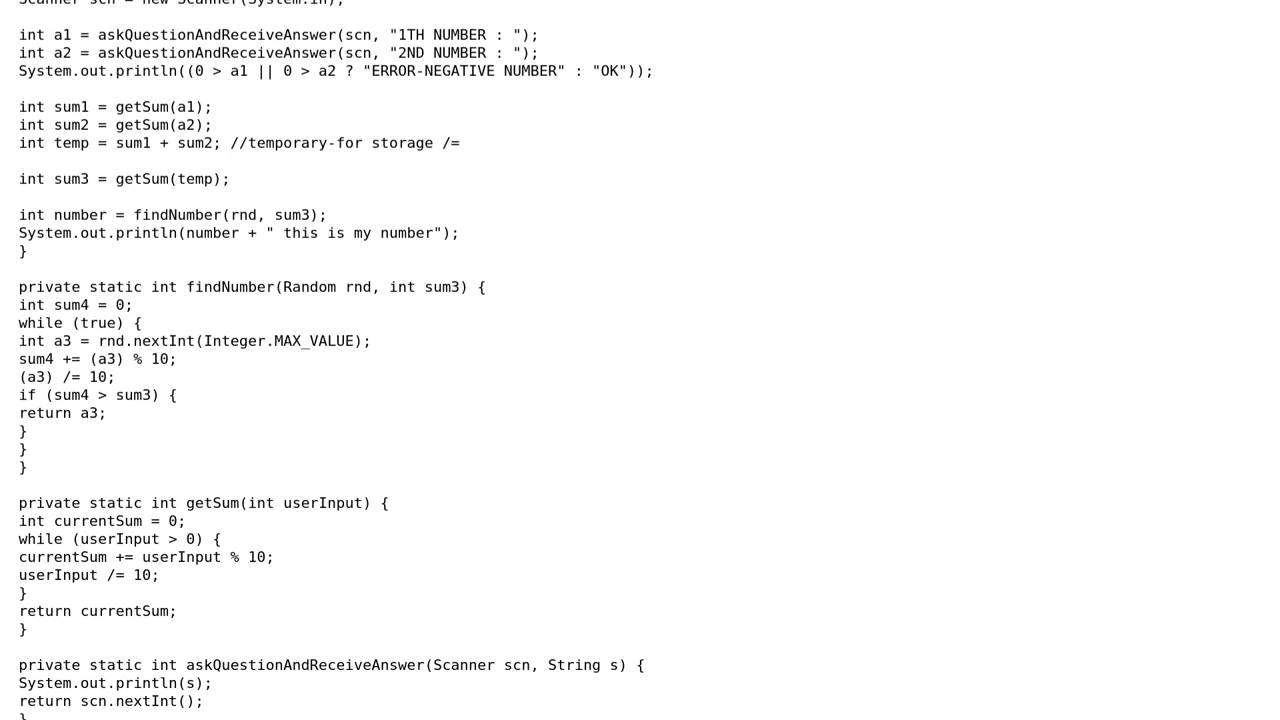 Scanner scn = new Scanner(System.in);
int a1 = askQuestionAndReceiveAnswer(scn, "1TH NUMBER : ");
int a2 = askQuestionAndReceiveAnswer(scn, "2ND NUMBER : ");
System.out.println((0 > a1 || 0 > a2 ? "ERROR-NEGATIVE NUMBER" : "OK"));
int sum1 = getSum(a1);
int sum2 = getSum(a2);
int temp = sum1 + sum2; //temporary-for storage /=
int sum3 = getSum(temp);
int number = findNumber(rnd, sum3);
System.out.println(number + " this is my number");
}
private static int findNumber(Random rnd, int sum3) {
int sum4 = 0;
while (true) {
int a3 = rnd.nextInt(Integer.MAX_VALUE);
sum4 += (a3) % 10;
(a3) /= 10;
if (sum4 > sum3) {
return a3;
}
}
}
private static int getSum(int userInput) {
int currentSum = 0;
while (userInput > 0) {
currentSum += userInput % 10;
userInput /= 10;
}
return currentSum;
}
private static int askQuestionAndReceiveAnswer(Scanner scn, String s) {
System.out.println(s);
return scn.nextInt();
}